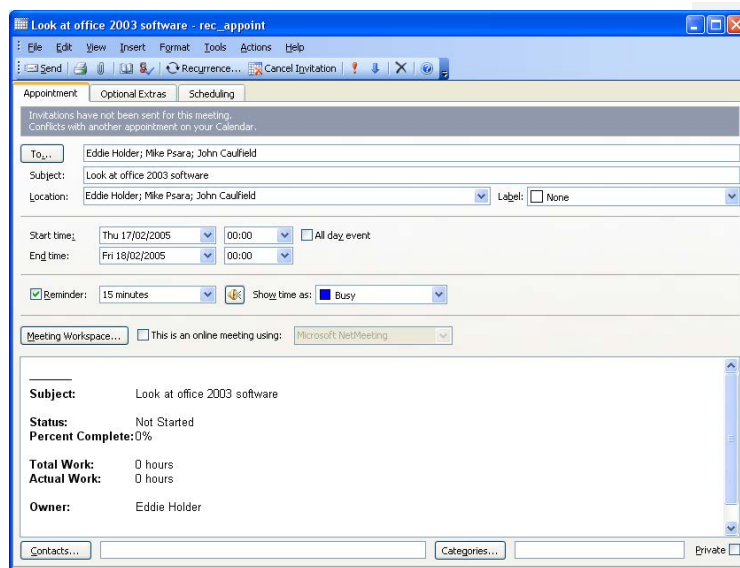 Look at office 2003 software - rec_appoint
File Edit View Insert Format Tools Actions Help
Send Recurrence... Cancel Invitation
Appointment Optional Extras Scheduling
Invitations have not been sent for this meeting.
Conflicts with another appointment on your Calendar.
To... Eddie Holder; Mike Psara; John Caulfield
Subject: Look at office 2003 software
Location: Eddie Holder; Mike Psara; John Caulfield Label: None
Start time: Thu 17/02/2005 00:00 All day event
End time: Fri 18/02/2005 00:00
Reminder: 15 minutes Show time as: Busy
Meeting Workspace... This is an online meeting using: Microsoft NetMeeting
Subject: Look at office 2003 software
Status: Not Started
Percent Complete:0%
Total Work: 0 hours
Actual Work: 0 hours
Owner: Eddie Holder
Contacts... Categories... Private